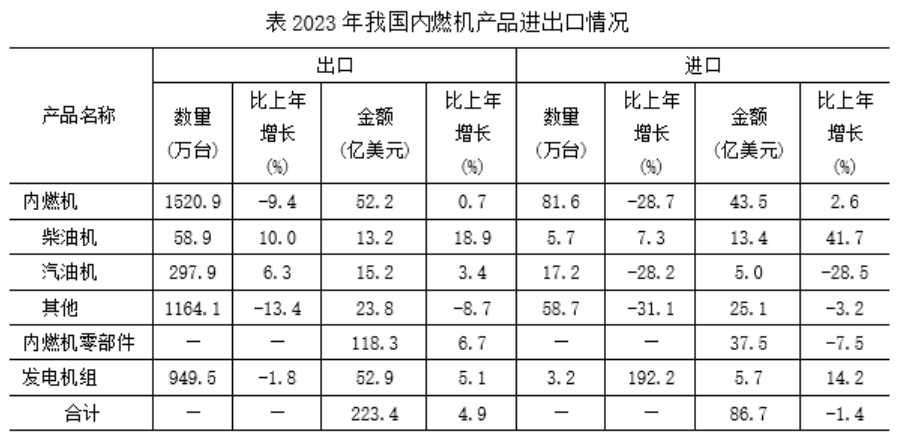 表 2023 年我国内燃机产品进出口情况
产品名称 出口 进口
数量(万台) 比上年增长(%) 金额(亿美元) 比上年增长(%) 数量(万台) 比上年增长(%) 金额(亿美元) 比上年增长(%)
内燃机 1520.9 -9.4 52.2 0.7 81.6 -28.7 43.5 2.6
柴油机 58.9 10.0 13.2 18.9 5.7 7.3 13.4 41.7
汽油机 297.9 6.3 15.2 3.4 17.2 -28.2 5.0 -28.5
其他 1164.1 -13.4 23.8 -8.7 58.7 -31.1 25.1 -3.2
内燃机零部件 — — 118.3 6.7 — — 37.5 -7.5
发电机组 949.5 -1.8 52.9 5.1 3.2 192.2 5.7 14.2
合计 — — 223.4 4.9 — — 86.7 -1.4